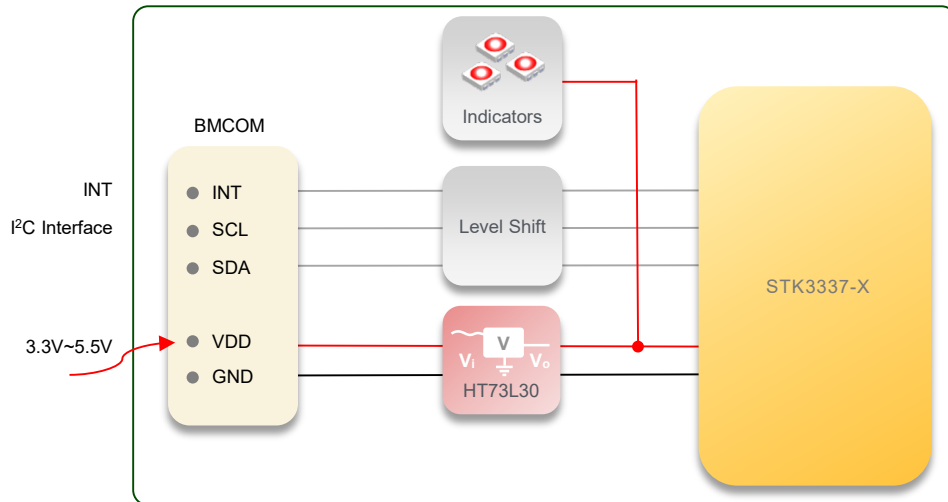 Indicators
BMCOM
INT
INT
I²C Interface
SCL
Level Shift
SDA
STK3337-X
3.3V~5.5V
VDD
V
Vi
Vo
GND
HT73L30